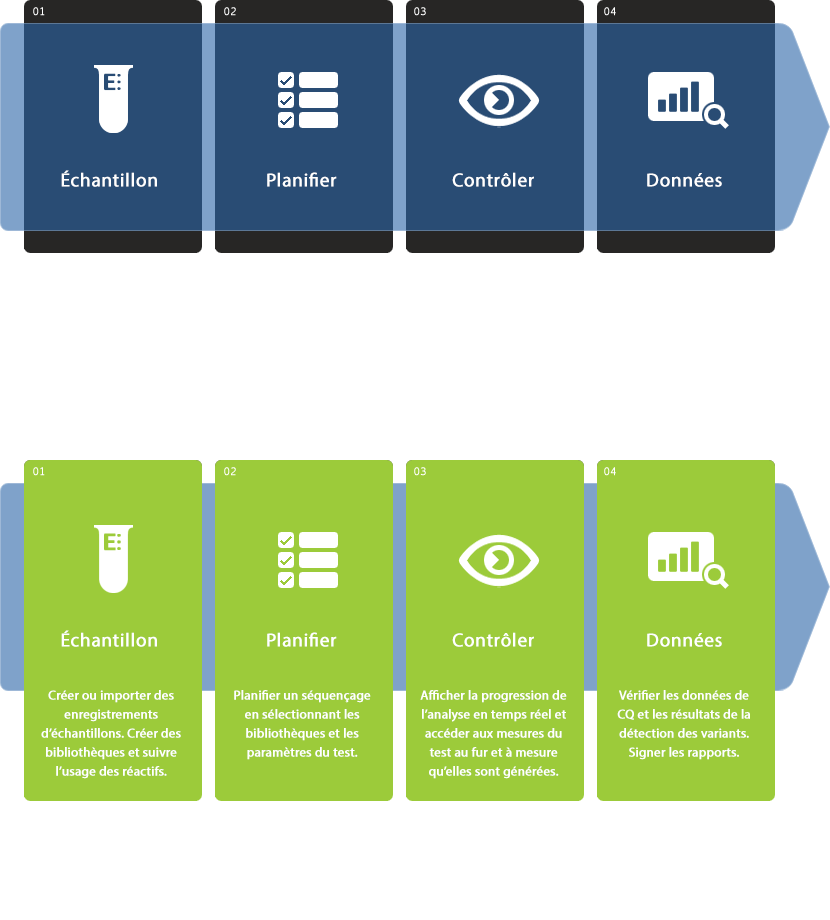 01
02
03
04
E
Échantillon
Planifier
Contrôler
Données
01
02
03
04
E
Échantillon
Planifier
Contrôler
Données
Créer ou importer des
enregistrements
d’échantillons. Créer des
bibliothèques et suivre
l’usage des réactifs.
Planifier un séquençage
en sélectionnant les
bibliothèques et les
paramètres du test.
Afficher la progression de
l’analyse en temps réel et
accéder aux mesures du
test au fur et à mesure
qu’elles sont générées.
Vérifier les données de
CQ et les résultats de la
détection des variants.
Signer les rapports.